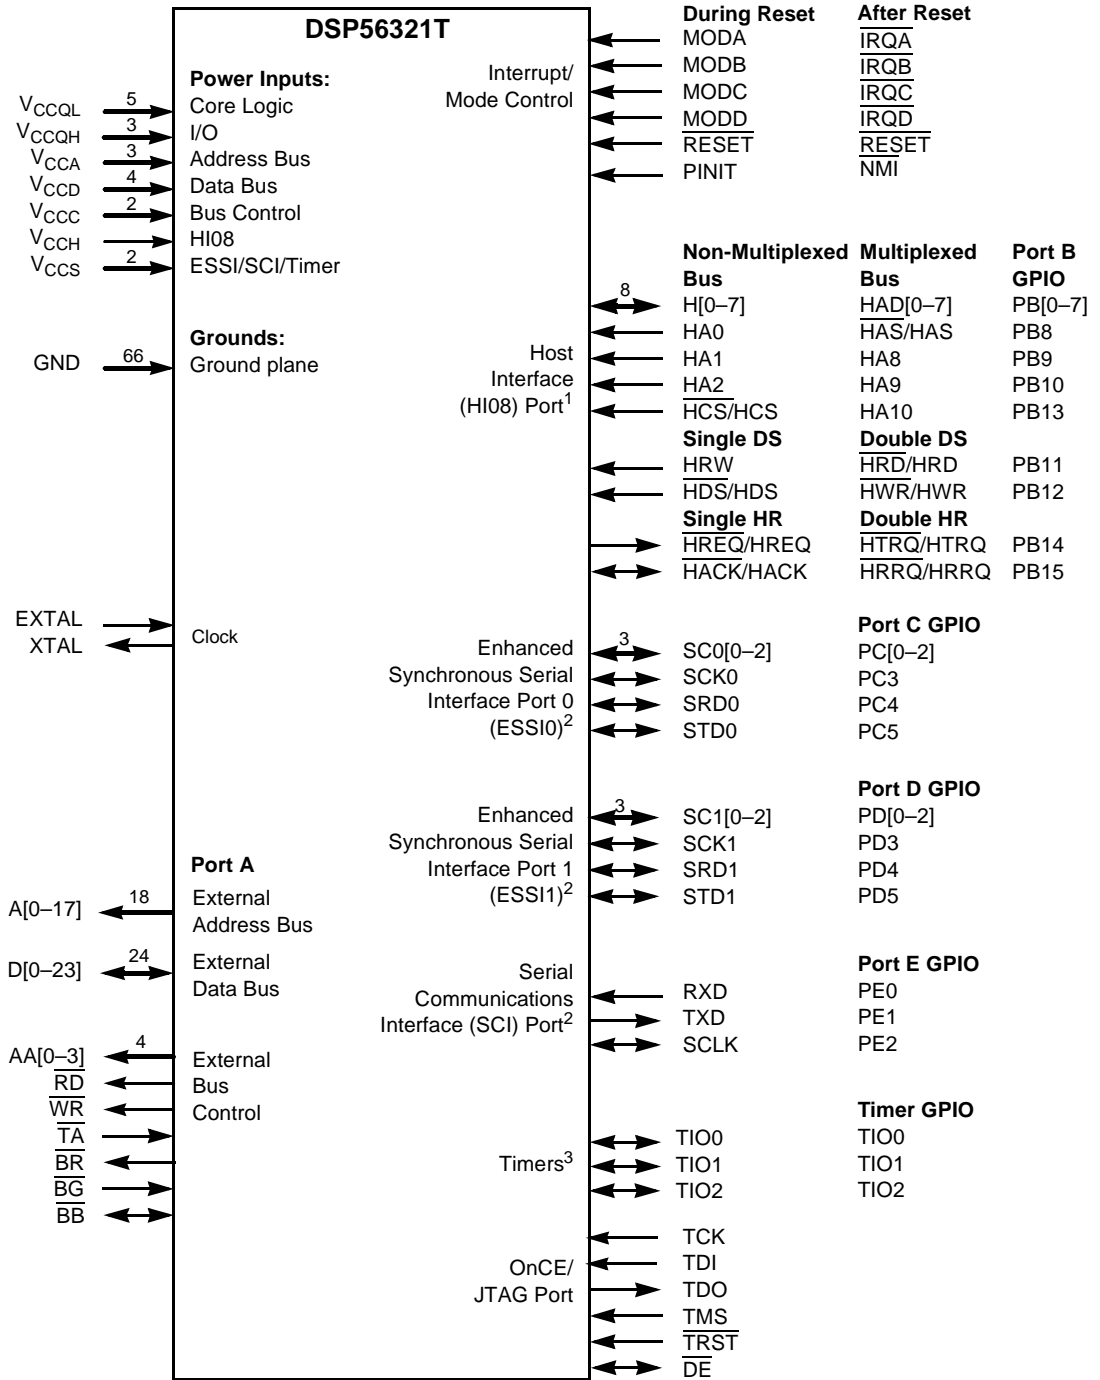 DSP56321T
During Reset After Reset
Interrupt/
Mode Control
MODA IRQA
MODB IRQB
MODC IRQC
MODD IRQD
RESET RESET
PINIT NMI
Power Inputs:
VCCQL 5 Core Logic
VCCQH 3 I/O
VCCA 3 Address Bus
VCCD 4 Data Bus
VCCC 2 Bus Control
VCCH HI08
VCCS 2 ESSI/SCI/Timer
Grounds:
GND 66 Ground plane
Host
Interface
(HI08) Port1
Non-Multiplexed Multiplexed Port B
Bus Bus GPIO
8 H[0–7] HAD[0–7] PB[0–7]
HA0 HAS/HAS PB8
HA1 HA8 PB9
HA2 HA9 PB10
HCS/HCS HA10 PB13
Single DS Double DS
HRW HRD/HRD PB11
HDS/HDS HWR/HWR PB12
Single HR Double HR
HREQ/HREQ HTRQ/HTRQ PB14
HACK/HACK HRRQ/HRRQ PB15
EXTAL
XTAL
Clock
Enhanced
Synchronous Serial
Interface Port 0
(ESSI0)2
Port C GPIO
3 SC0[0–2] PC[0–2]
SCK0 PC3
SRD0 PC4
STD0 PC5
Enhanced
Synchronous Serial
Interface Port 1
(ESSI1)2
Port D GPIO
3 SC1[0–2] PD[0–2]
SCK1 PD3
SRD1 PD4
STD1 PD5
Port A
A[0–17] 18 External
Address Bus
D[0–23] 24 External
Data Bus
AA[0–3] 4 External
RD Bus
WR Control
TA
BR
BG
BB
Serial
Communications
Interface (SCI) Port2
Port E GPIO
RXD PE0
TXD PE1
SCLK PE2
Timers3
Timer GPIO
TIO0 TIO0
TIO1 TIO1
TIO2 TIO2
OnCE/
JTAG Port
TCK
TDI
TDO
TMS
TRST
DE